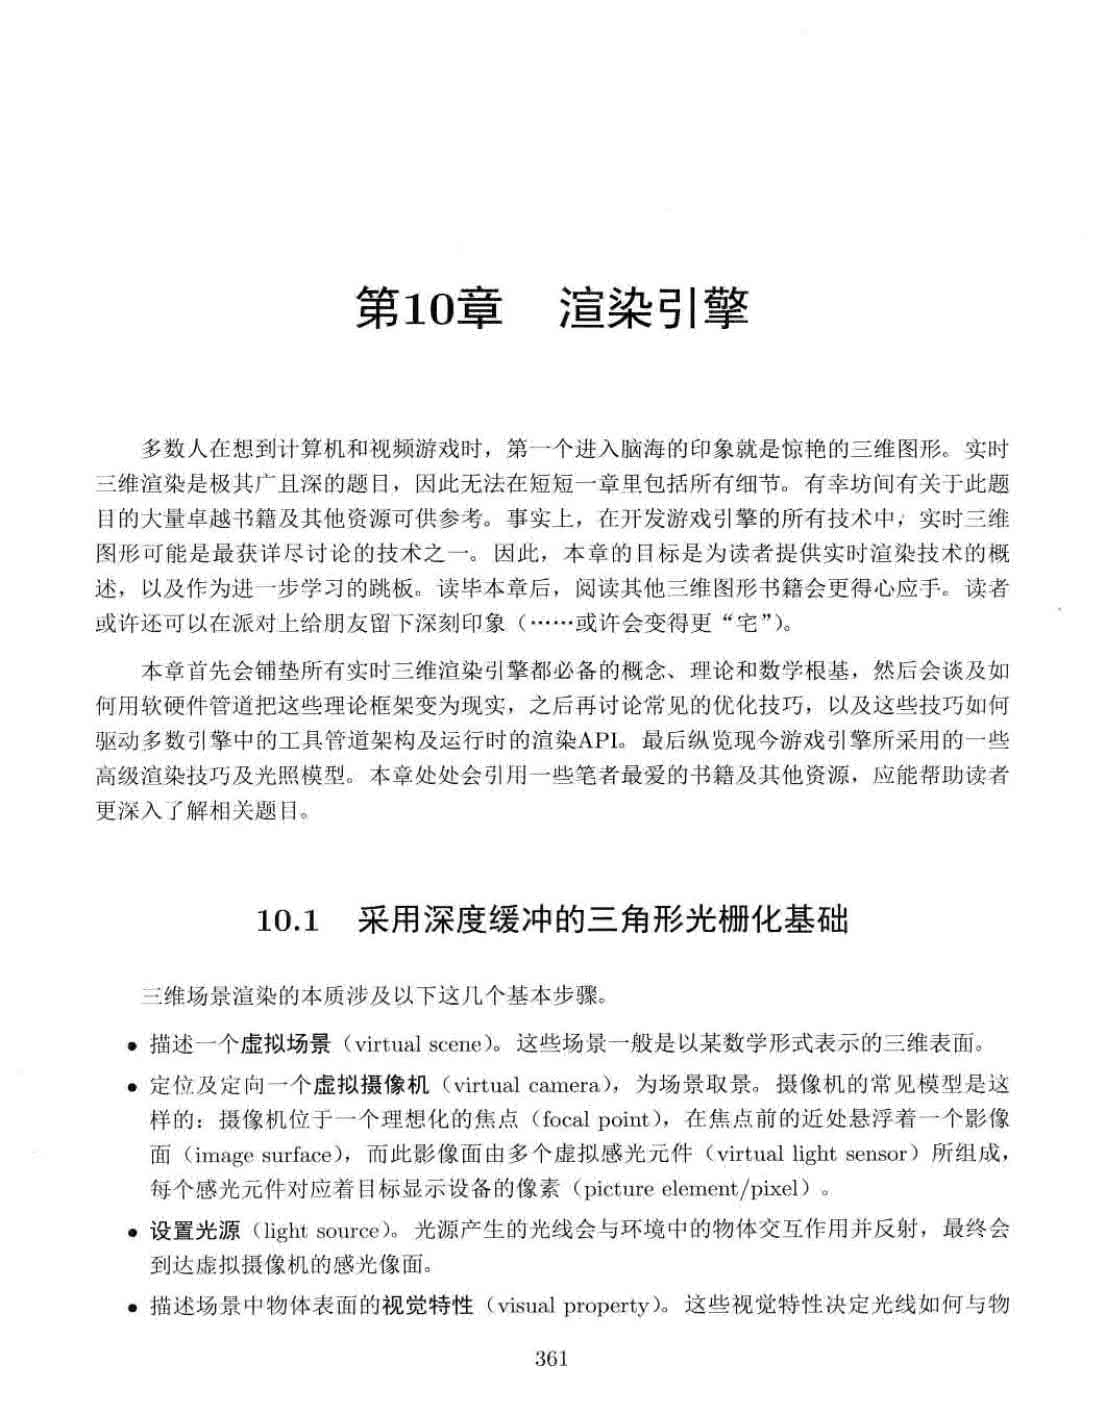 第10章 渲染引擎
多数人在想到计算机和视频游戏时，第一个进入脑海的印象就是惊艳的三维图形。实时
三维渲染是极其广且深的题目，因此无法在短短一章里包括所有细节。有幸坊间有关于此题
目的大量卓越书籍及其他资源可供参考。事实上，在开发游戏引擎的所有技术中，实时三维
图形可能是最获详尽讨论的技术之一。因此，本章的目标是为读者提供实时渲染技术的概
述，以及作为进一步学习的跳板。读毕本章后，阅读其他三维图形书籍会更得心应手。读者
或许还可以在派对上给朋友留下深刻印象（……或许会变得更“宅”）。
本章首先会铺垫所有实时三维渲染引擎都必备的概念、理论和数学根基，然后会谈及如
何用软硬件管道把这些理论框架变为现实，之后再讨论常见的优化技巧，以及这些技巧如何
驱动多数引擎中的工具管道架构及运行时的渲染API。最后纵览现今游戏引擎所采用的一些
高级渲染技巧及光照模型。本章处处会引用一些笔者最爱的书籍及其他资源，应能帮助读者
更深入了解相关题目。
10.1 采用深度缓冲的三角形光栅化基础
三维场景渲染的本质涉及以下这几个基本步骤。
• 描述一个虚拟场景（virtual scene）。这些场景一般是以某数学形式表示的三维表面。
• 定位及定向一个虚拟摄像机（virtual camera），为场景取景。摄像机的常见模型是这
样的：摄像机位于一个理想化的焦点（focal point），在焦点前的近处悬浮着一个影像
面（image surface），而此影像面由多个虚拟感光元件（virtual light sensor）所组成，
每个感光元件对应着目标显示设备的像素（picture element/pixel）。
• 设置光源（light source）。光源产生的光线会与环境中的物体交互作用并反射，最终会
到达虚拟摄像机的感光像面。
• 描述场景中物体表面的视觉特性（visual property）。这些视觉特性决定光线如何与物
361